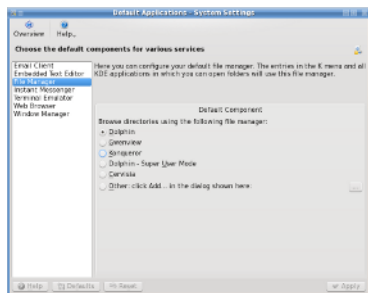 Default Applications - System Settings
Overview Help
Choose the default components for various services
Email Client
Embedded Text Editor
File Manager
Instant Messenger
Terminal Emulator
Web Browser
Window Manager
Here you can configure your default file manager. The entries in the K menu and all
KDE applications in which you can open folders will use this file manager.
Default Component
Browse directories using the following file manager:
Dolphin
Gwenview
Konqueror
Dolphin - Super User Mode
Cervisia
Other: click Add... in the dialog shown here:
...
Help Defaults Reset Apply